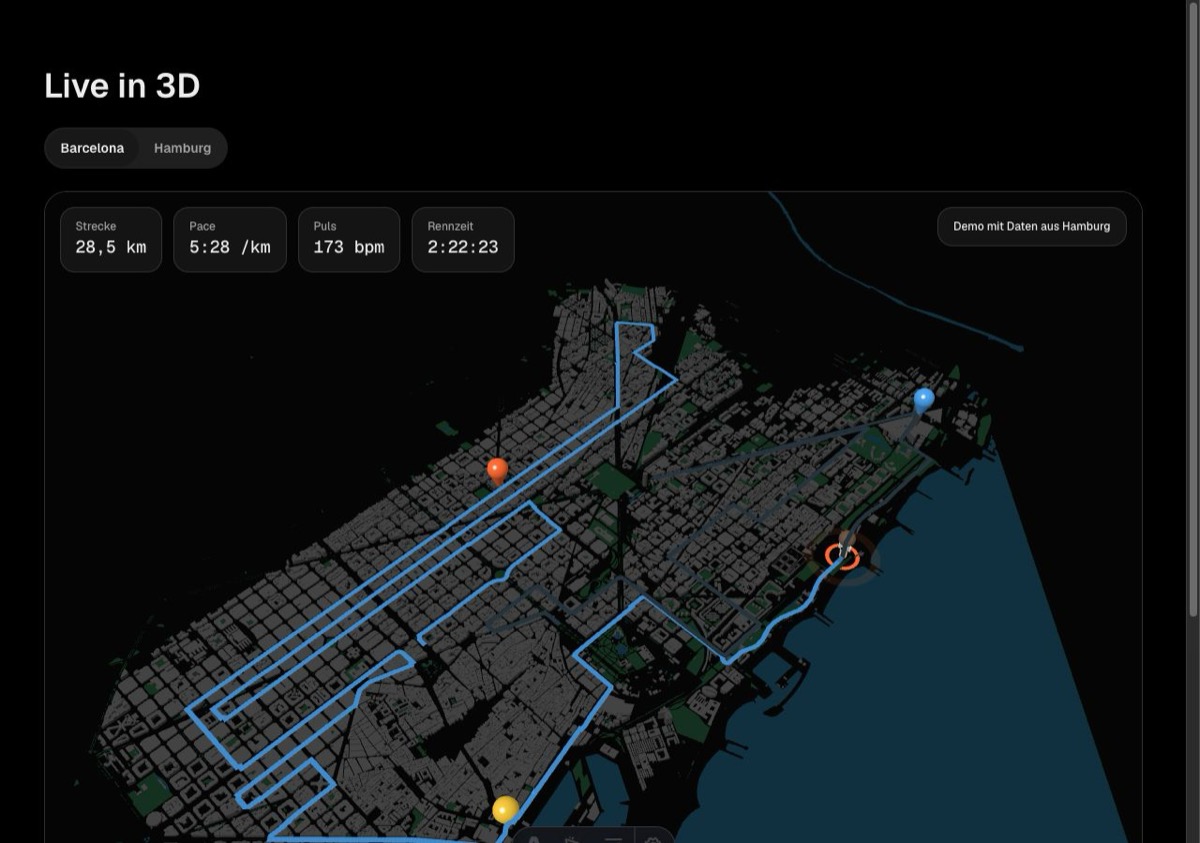 Live in 3D
Barcelona
Hamburg
Strecke
28,5 km
Pace
5:28 /km
Puls
173 bpm
Rennzeit
2:22:23
Demo mit Daten aus Hamburg